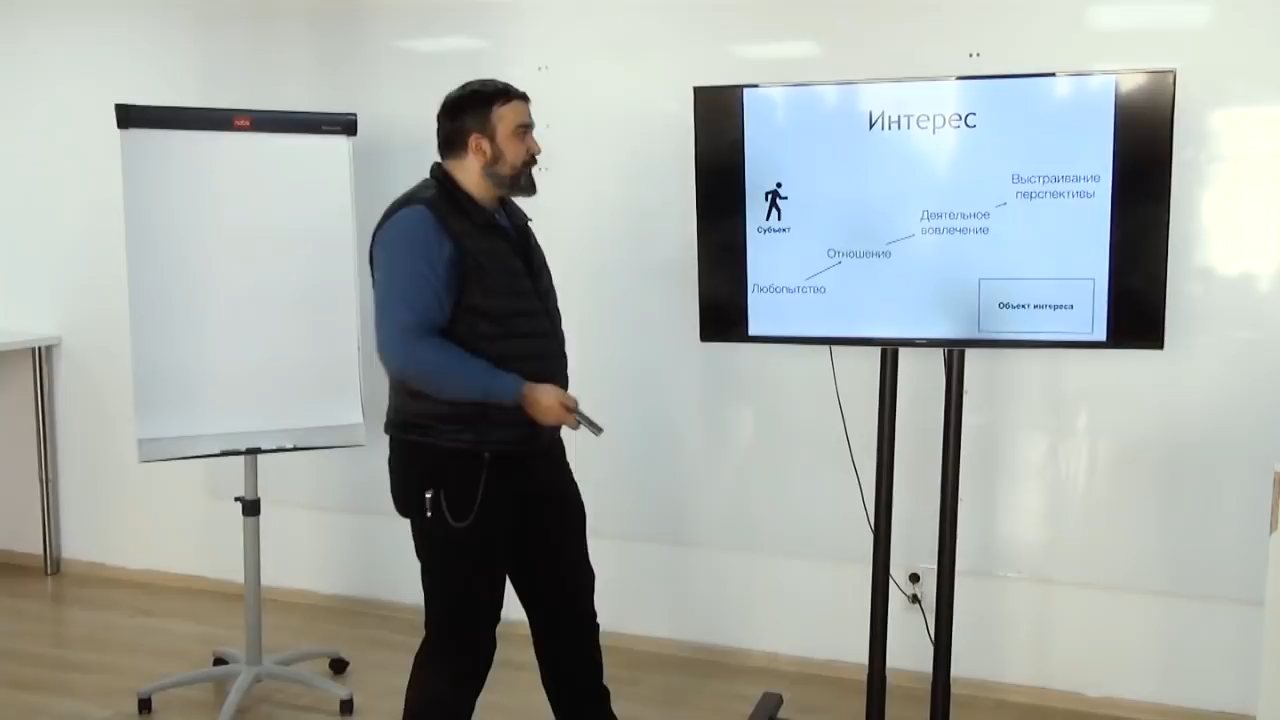 nobo
Интерес
Выстраивание
перспективы
Субъект
Деятельное
вовлечение
Отношение
Любопытство
Объект интереса